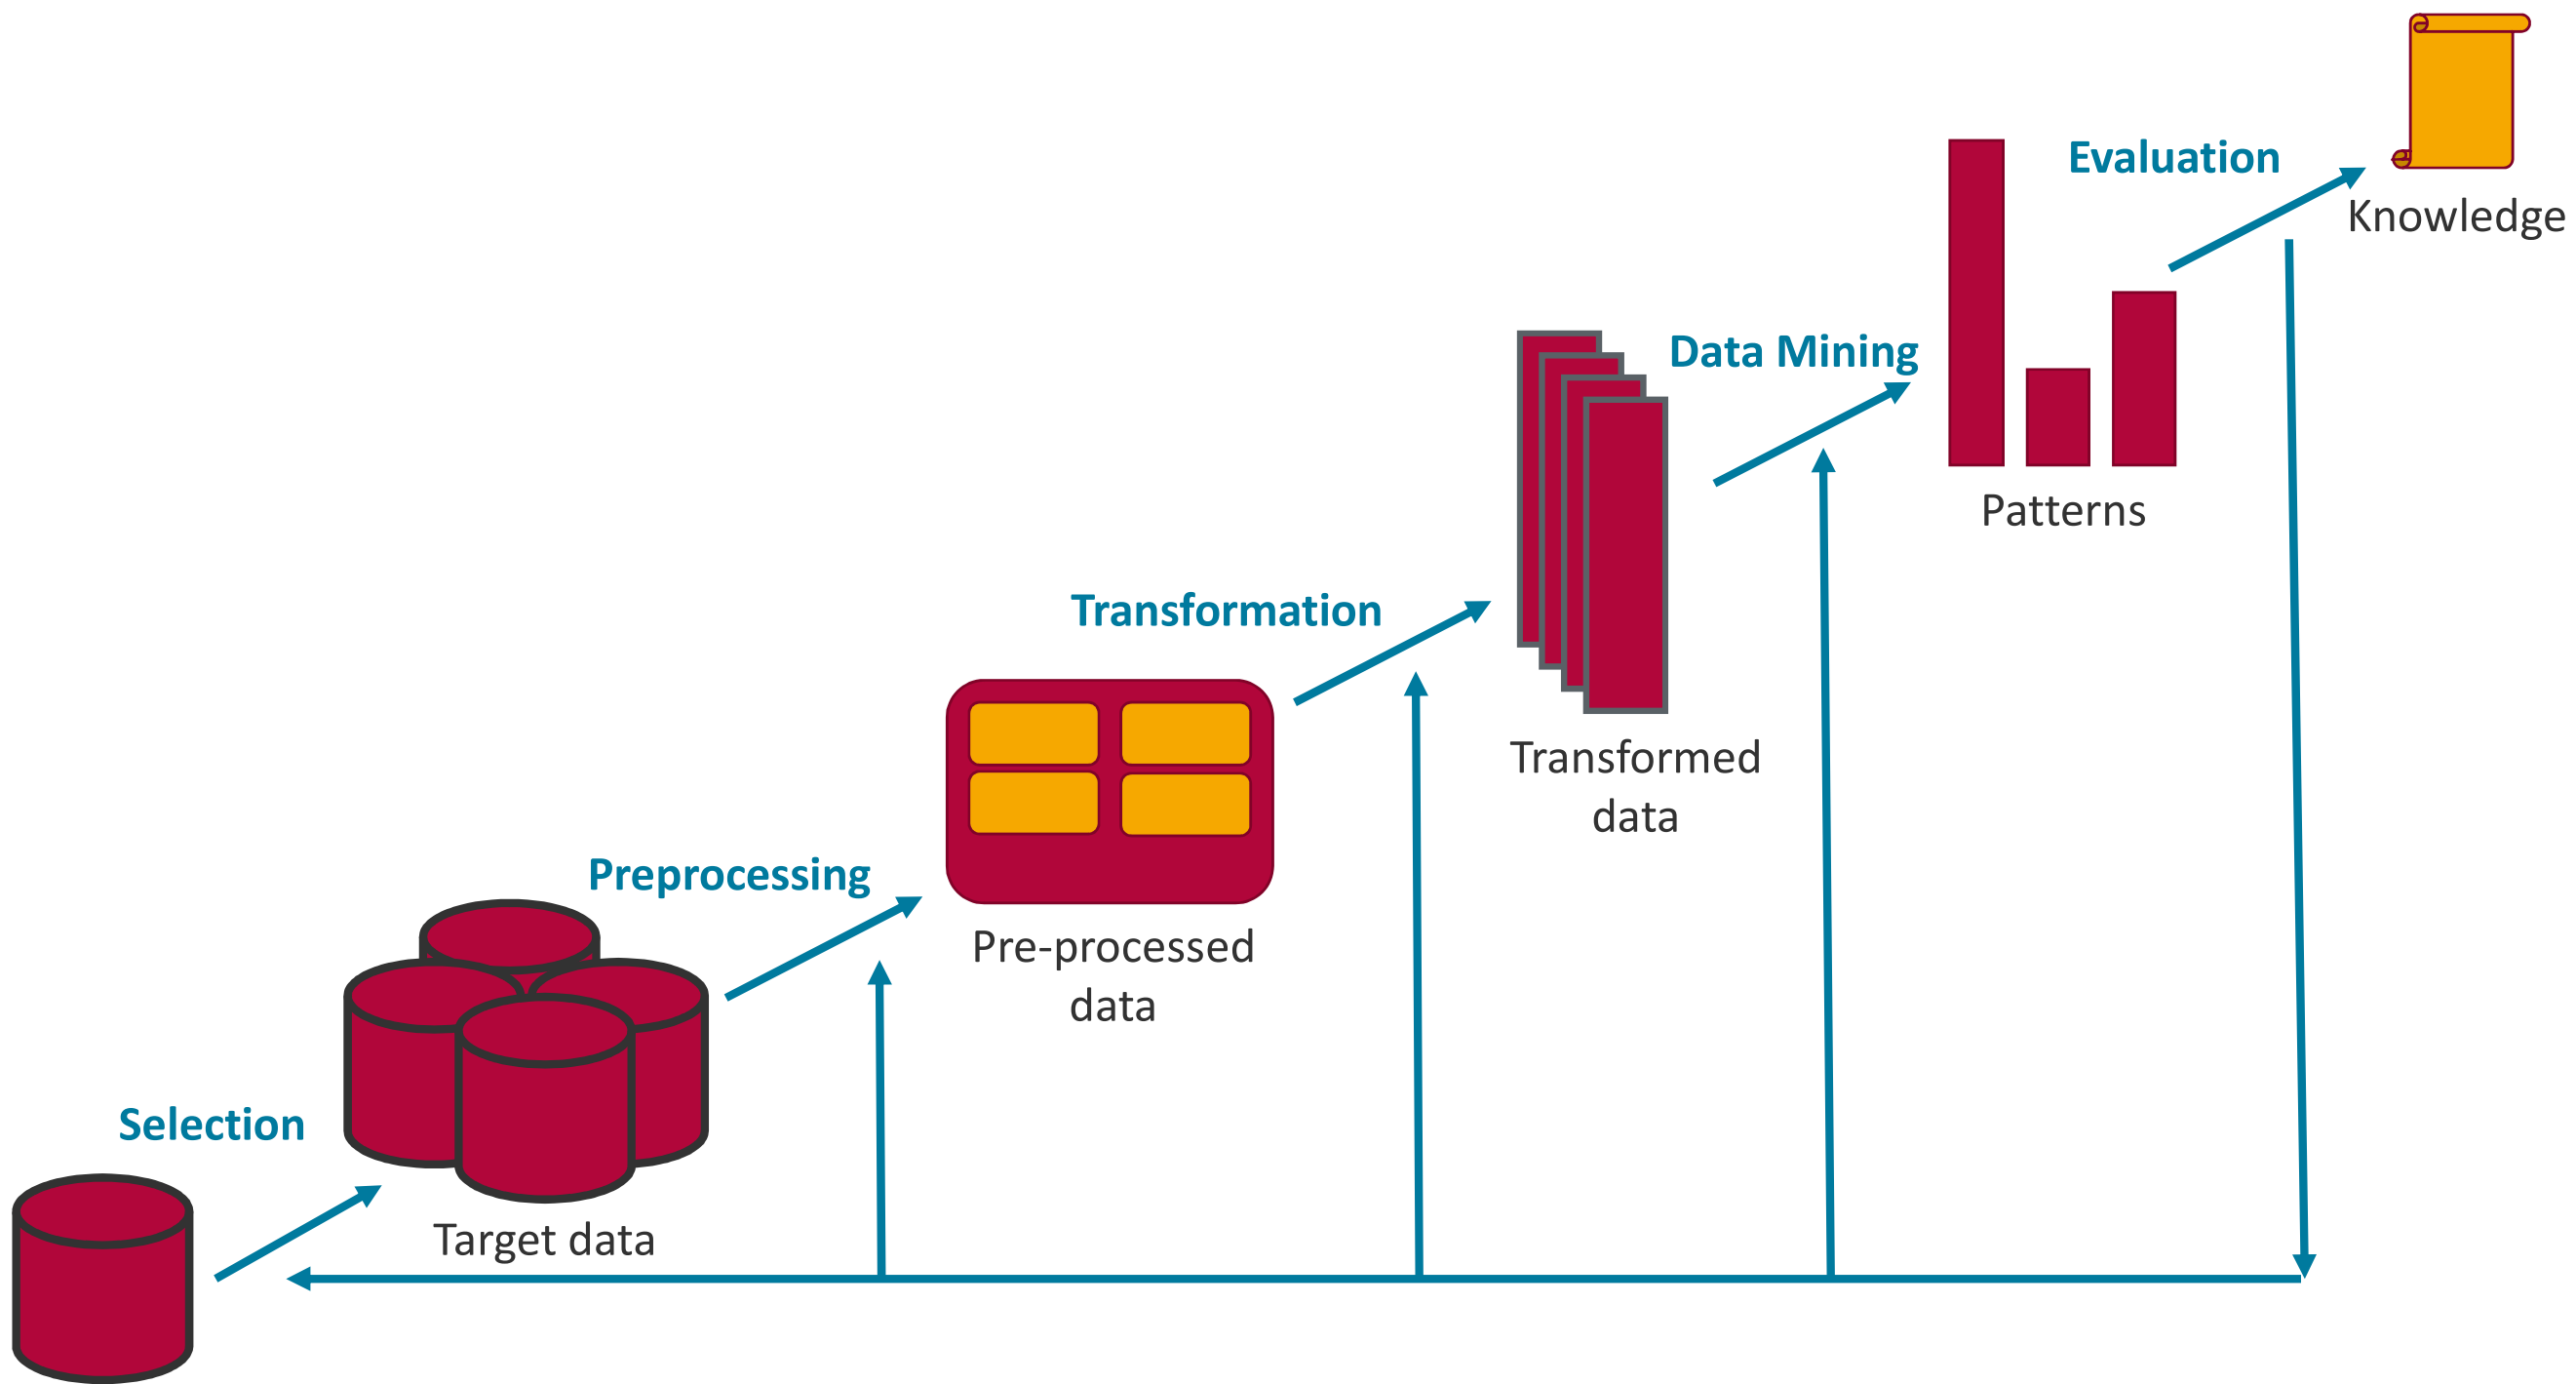 Selection
Target data
Preprocessing
Pre-processed
data
Transformation
Transformed
data
Data Mining
Patterns
Evaluation
Knowledge